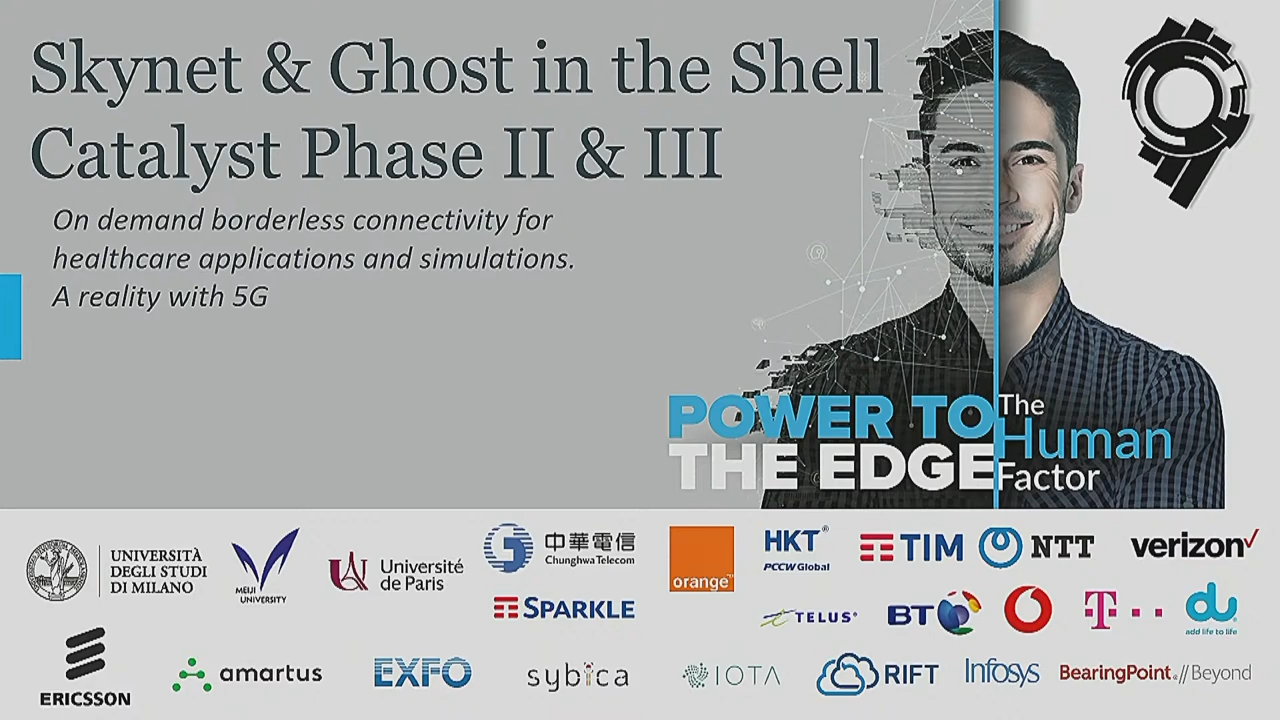 Skynet & Ghost in the Shell
Catalyst Phase II & III
On demand borderless connectivity for
healthcare applications and simulations.
A reality with 5G
POWER TO
THE EDGE
The
Human
Factor
UNIVERSITÀ
DEGLI STUDI
DI MILANO
MEIJI
UNIVERSITY
Université
de Paris
中華電信
Chunghwa Telecom
SPARKLE
orange™
HKT®
PCCW Global
TIM
NTT
verizon✓
TELUS®
BT
T
du
add life to life
ERICSSON
amartus
EXFO
sybica
IOTA
RIFT
Infosys
BearingPoint®//Beyond